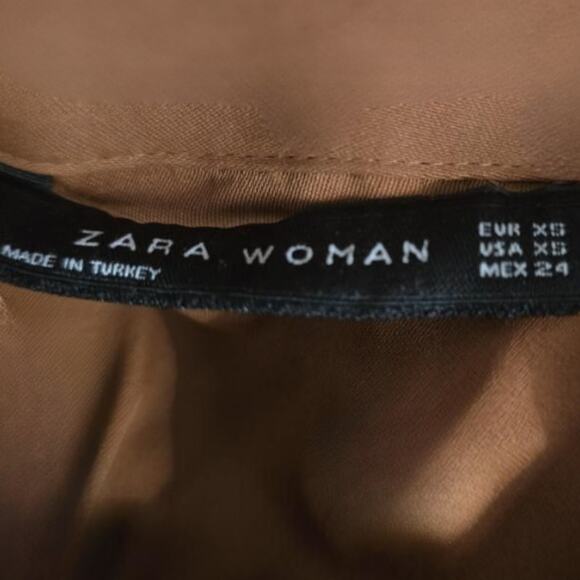 ZARA WOMAN
MADE IN TURKEY
EUR XS
USA XS
MEX 24